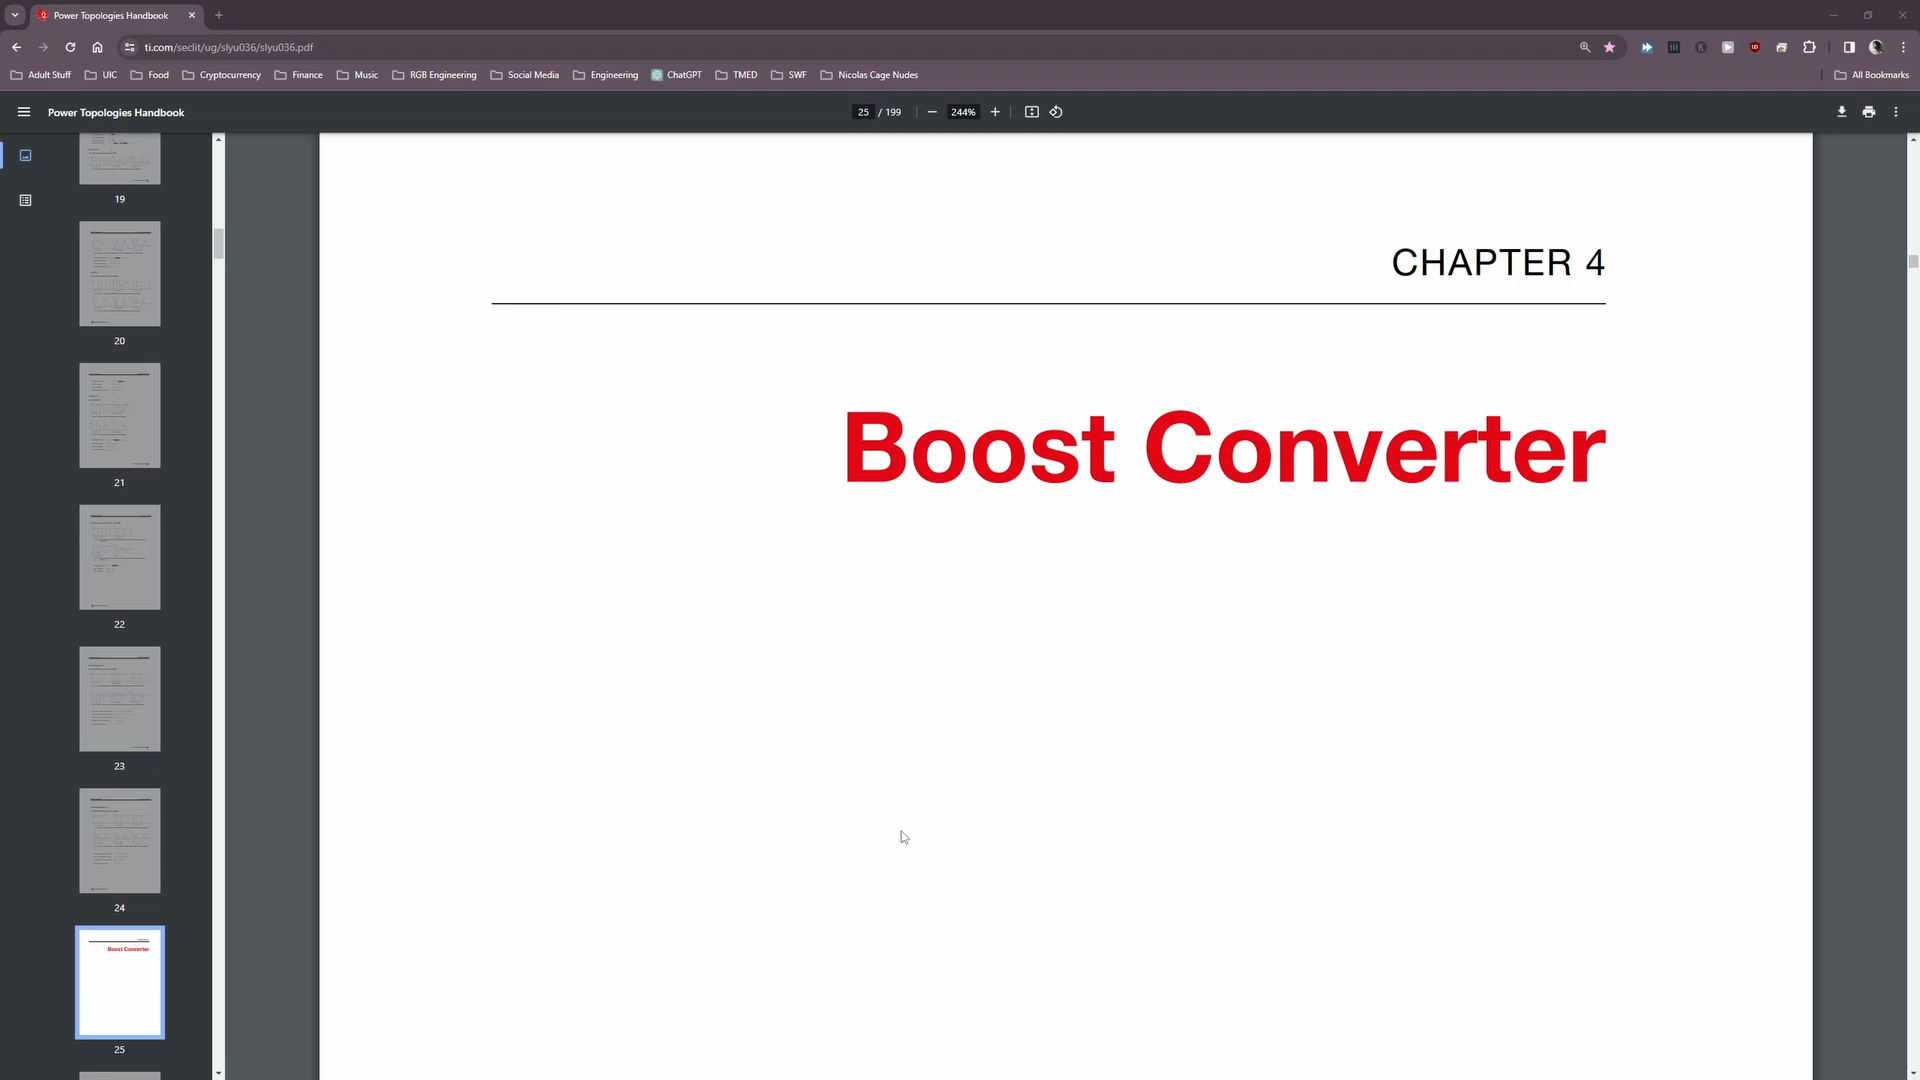 Power Topologies Handbook
ti.com/seclit/ug/slyu036/slyu036.pdf
Adult Stuff
UIC
Food
Cryptocurrency
Finance
Music
RGB Engineering
Social Media
Engineering
ChatGPT
TMED
SWF
Nicolas Cage Nudes
All Bookmarks
Power Topologies Handbook
25 / 199
244%
19
20
21
22
23
24
Boost Converter
25
CHAPTER 4
Boost Converter